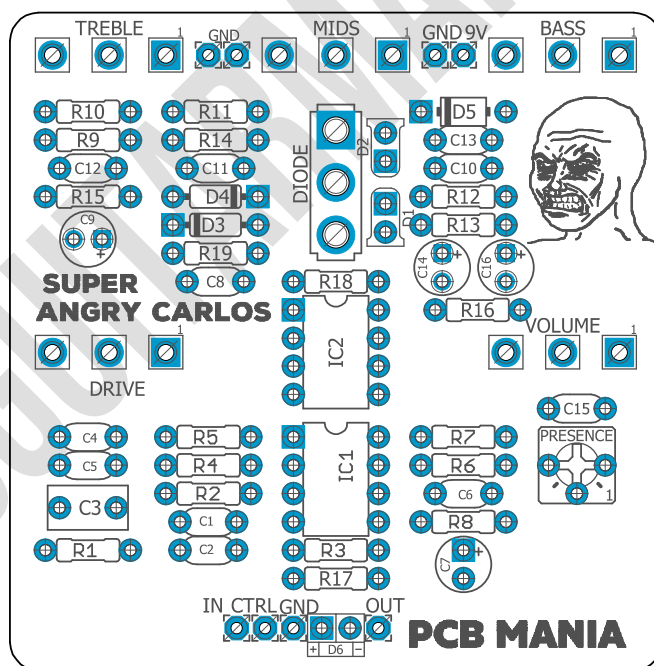 TREBLE 1 GND MIDS 1 GND 9V BASS 1
R10 R11 D5
R9 R14 DIODE D2 C13
C12 C11 C10
R15 D4 R12
C9 + D3 D1 R13
R19 C14 + C16 +
SUPER C8 R18
ANGRY CARLOS R16
1 IC2 VOLUME 1
DRIVE
C15
C4 R5 IC1 R7 PRESENCE
C5 R4 R6
C3 R2 C6 1
C1 R8
R1 C2 R3 C7 +
R17
IN CTRL GND OUT
+ D6 − PCB MANIA